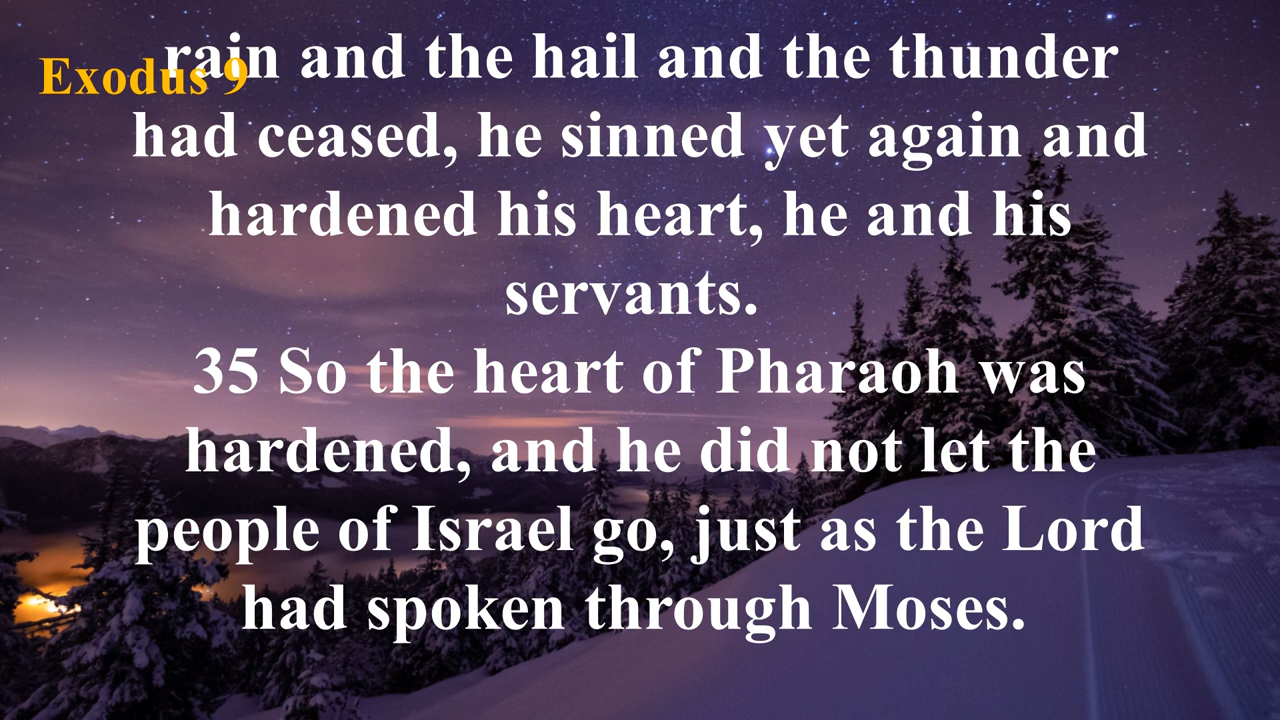 Exodus 9
rain and the hail and the thunder
had ceased, he sinned yet again and
hardened his heart, he and his
servants.
35 So the heart of Pharaoh was
hardened, and he did not let the
people of Israel go, just as the Lord
had spoken through Moses.